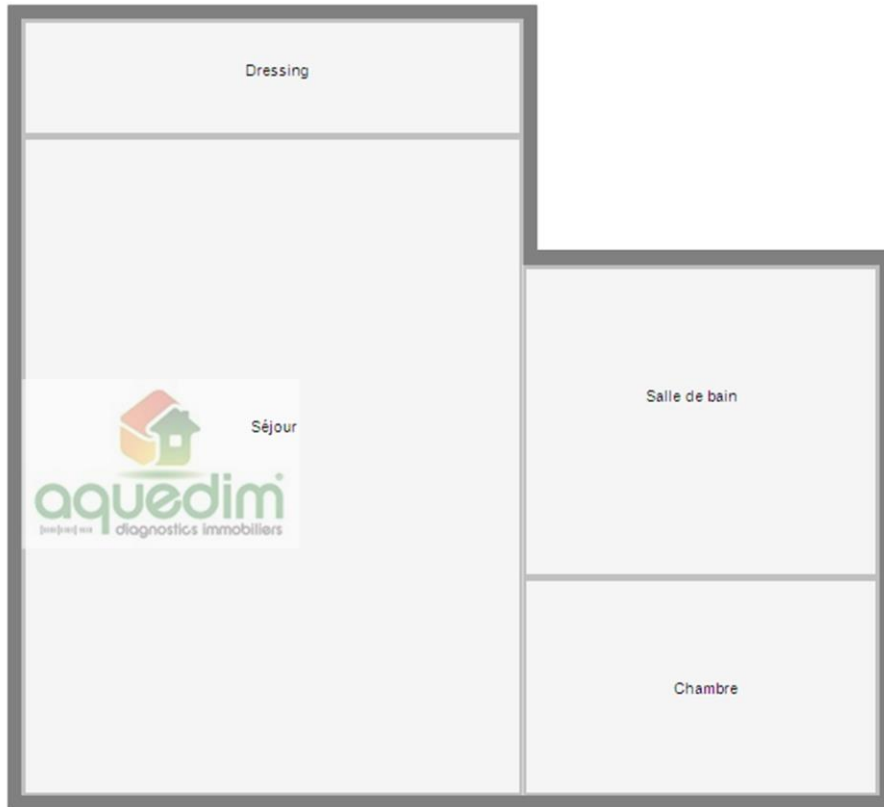 Dressing
Séjour
Salle de bain
aquedim
diagnostics immobiliers
Chambre